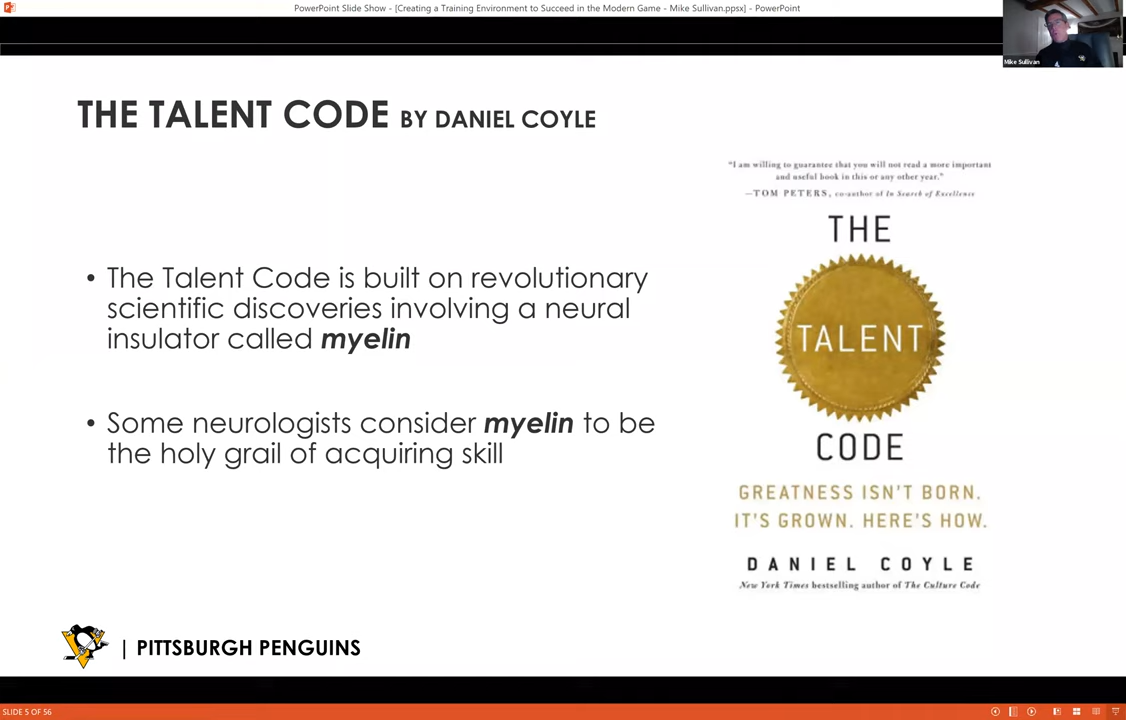 PowerPoint Slide Show - [Creating a Training Environment to Succeed in the Modern Game - Mike Sullivan.ppsx] - PowerPoint
Mike Sullivan
THE TALENT CODE BY DANIEL COYLE
• The Talent Code is built on revolutionary
scientific discoveries involving a neural
insulator called myelin
• Some neurologists consider myelin to be
the holy grail of acquiring skill
"I am willing to guarantee that you will not read a more important
and useful book in this or any other year."
—TOM PETERS, co-author of In Search of Excellence
THE
TALENT
CODE
GREATNESS ISN'T BORN.
IT'S GROWN. HERE'S HOW.
DANIEL COYLE
New York Times bestselling author of The Culture Code
| PITTSBURGH PENGUINS
SLIDE 5 OF 56